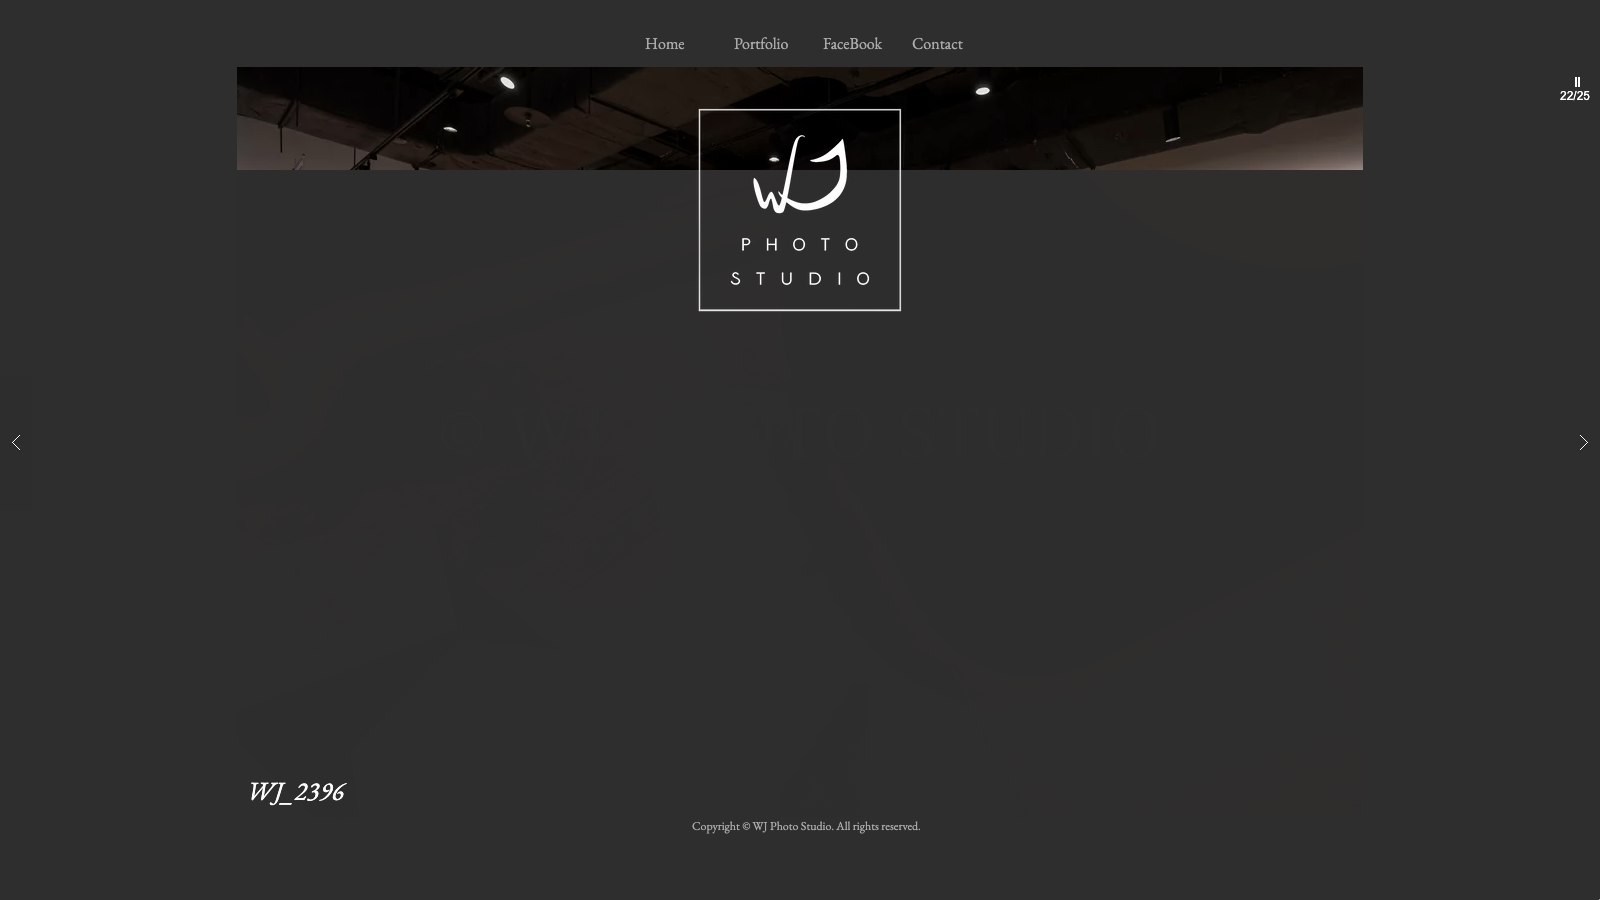 Home Portfolio FaceBook Contact
22/25
WJ
PHOTO
STUDIO
WJ_2396
Copyright © WJ Photo Studio. All rights reserved.